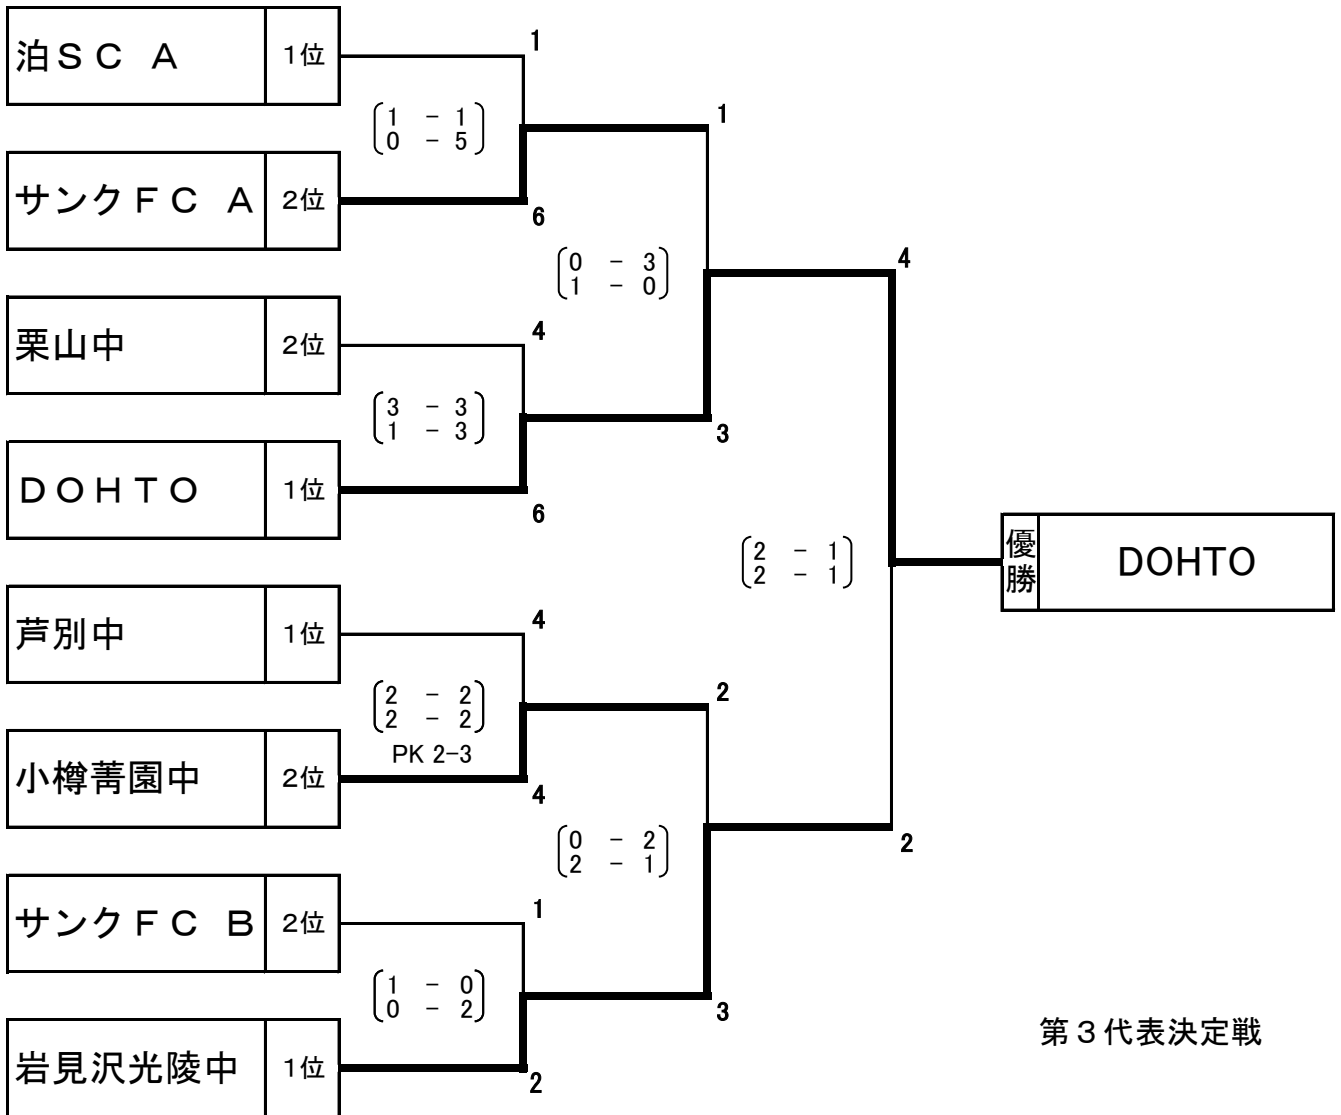 泊ＳＣ Ａ 1位
1
1 － 1
0 － 5
サンクＦＣ Ａ 2位
6
1
0 － 3
1 － 0
栗山中 2位
4
3 － 3
1 － 3
ＤＯＨＴＯ 1位
6
3
4
2 － 1
2 － 1
優勝
DOHTO
芦別中 1位
4
2 － 2
2 － 2
PK 2-3
小樽菁園中 2位
4
2
0 － 2
2 － 1
サンクＦＣ Ｂ 2位
1
1 － 0
0 － 2
岩見沢光陵中 1位
2
3
2
第３代表決定戦